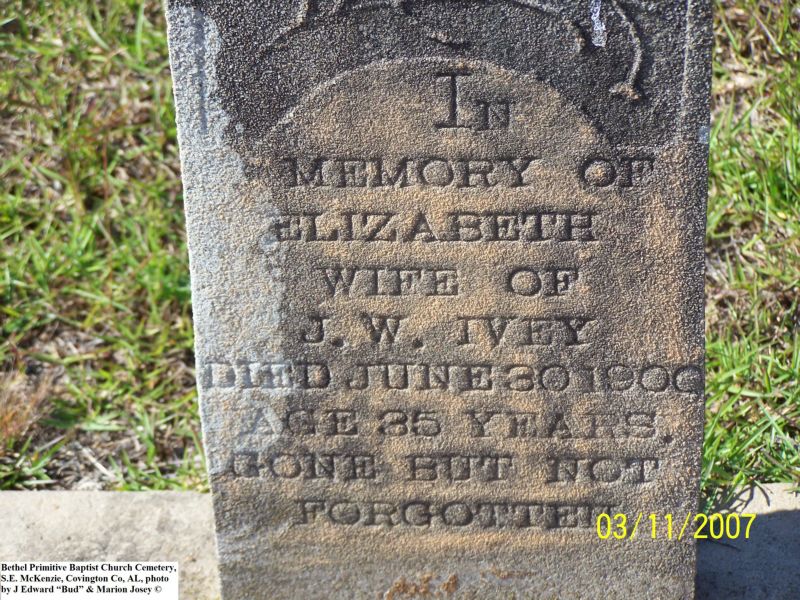 In
MEMORY OF
ELIZABETH
WIFE OF
J. W. IVEY
DIED JUNE 30 1900
AGE 35 YEARS.
GONE BUT NOT
FORGOTTEN
03/11/2007
Bethel Primitive Baptist Church Cemetery,
S.E. McKenzie, Covington Co, AL, photo
by J Edward “Bud” & Marion Josey ©